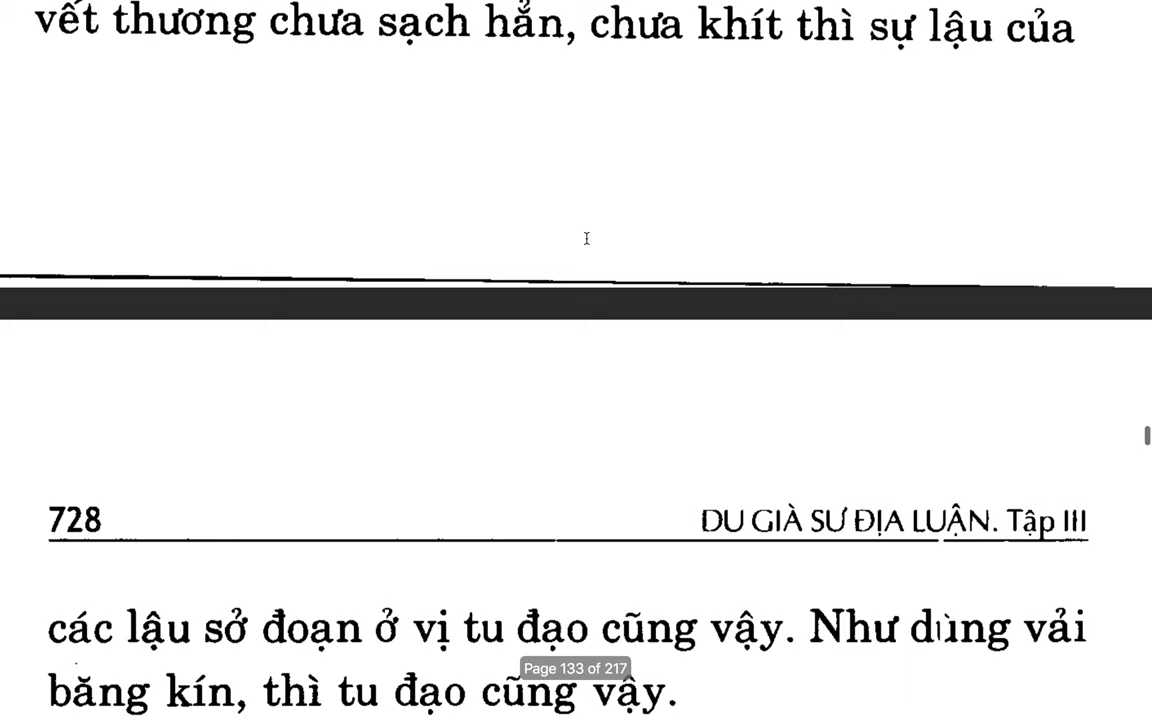 vết thương chưa sạch hẳn, chưa khít thì sự lậu của
728 DU GIÀ SƯ ĐỊA LUẬN. Tập III
các lậu sở đoạn ở vị tu đạo cũng vậy. Như dùng vải
Page 133 of 217
băng kín, thì tu đạo cũng vậy.